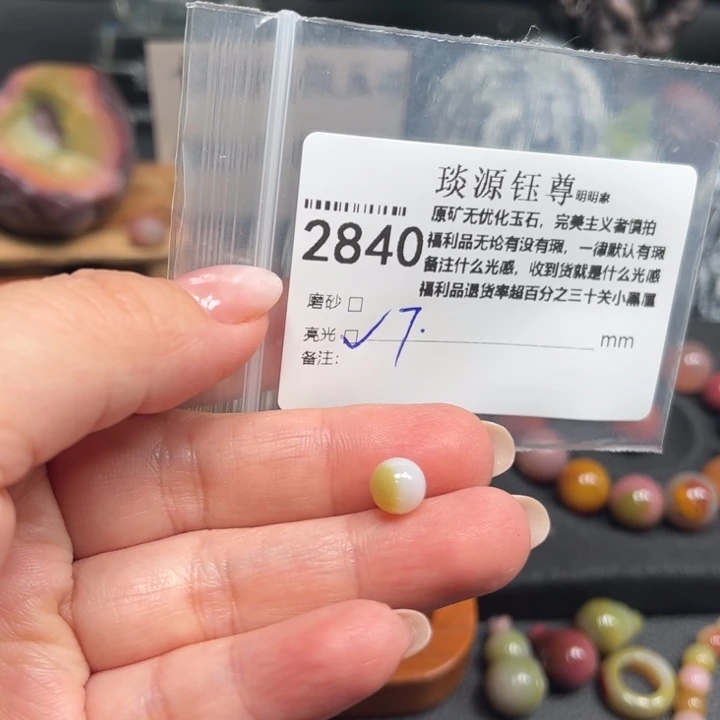 琰源钰尊明明家
原矿无优化玉石，完美主义者慎拍
2840
福利品无论有没有瑕，一律默认有瑕
备注什么光感，收到货就是什么光感
福利品退货率超百分之三十关小黑屋
磨砂 □
亮光 □✓ 7. mm
备注：